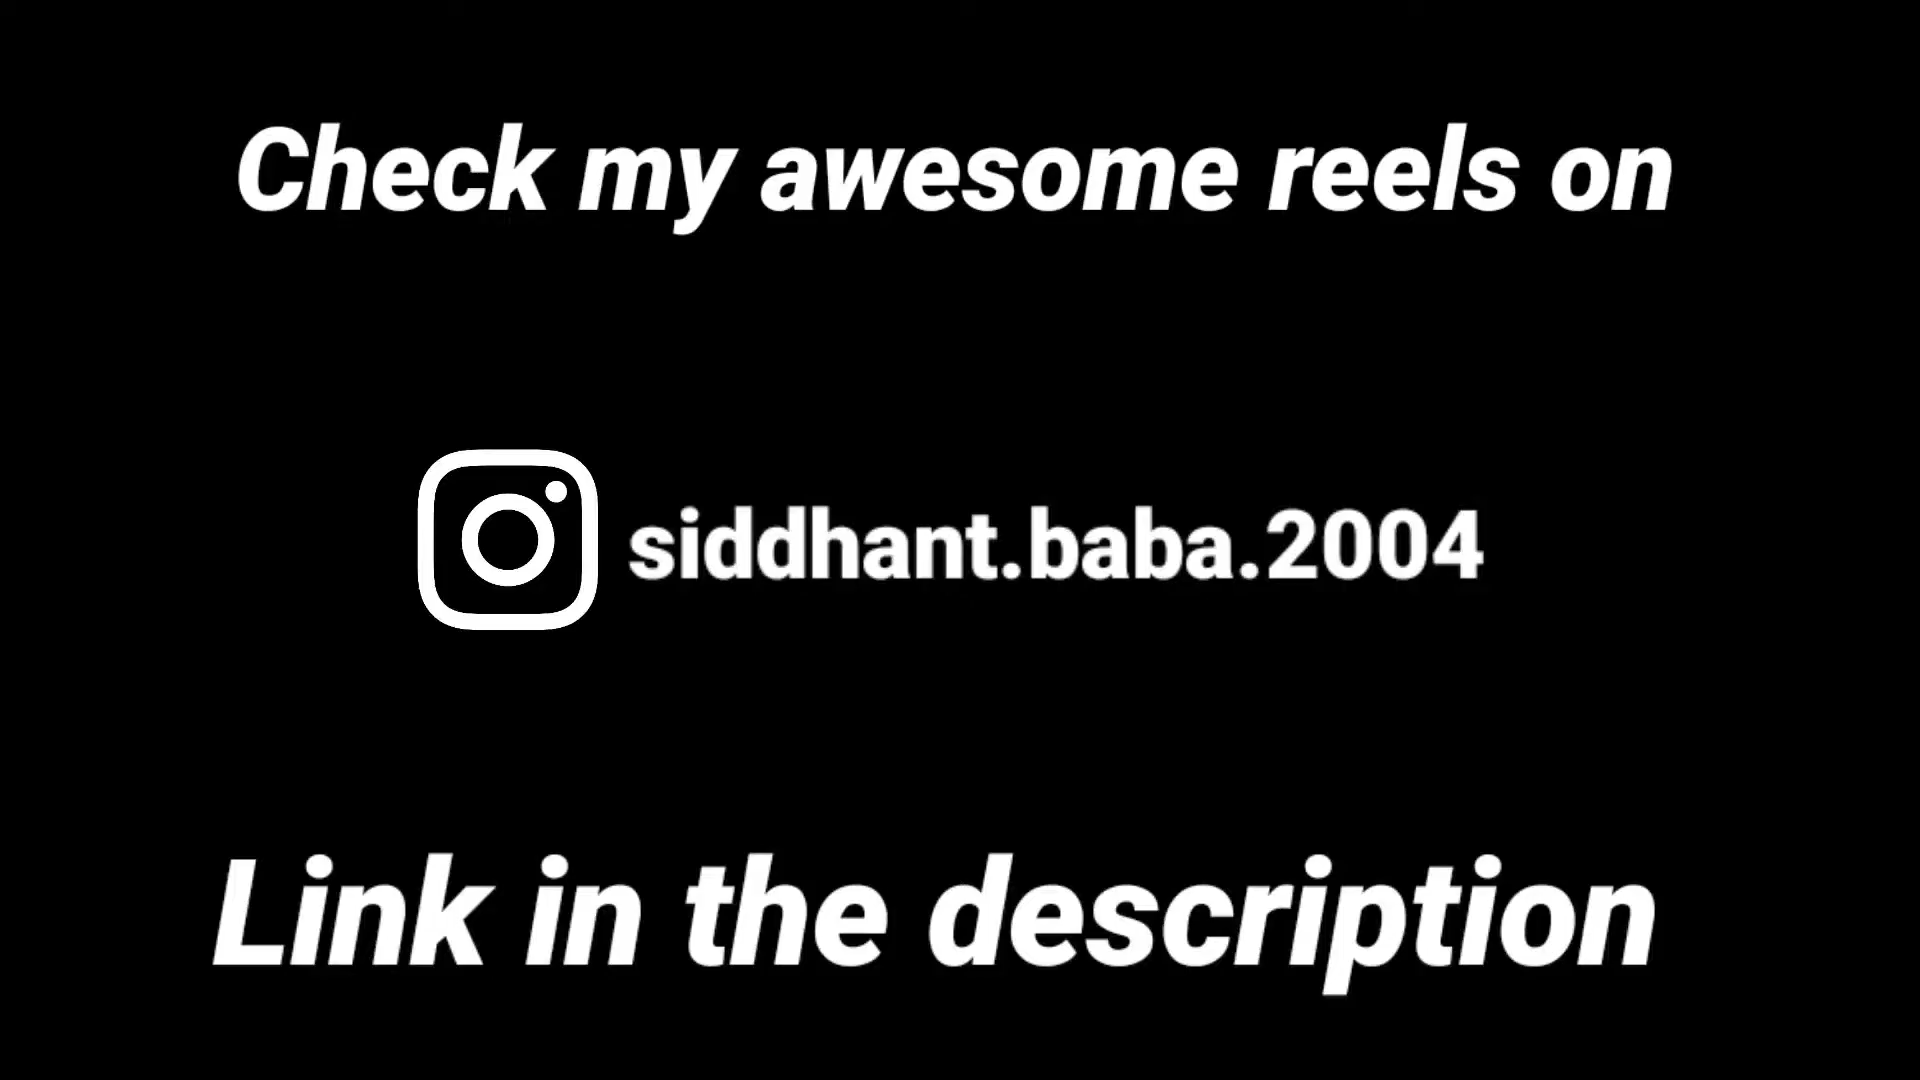 Check my awesome reels on
siddhant.baba.2004
Link in the description